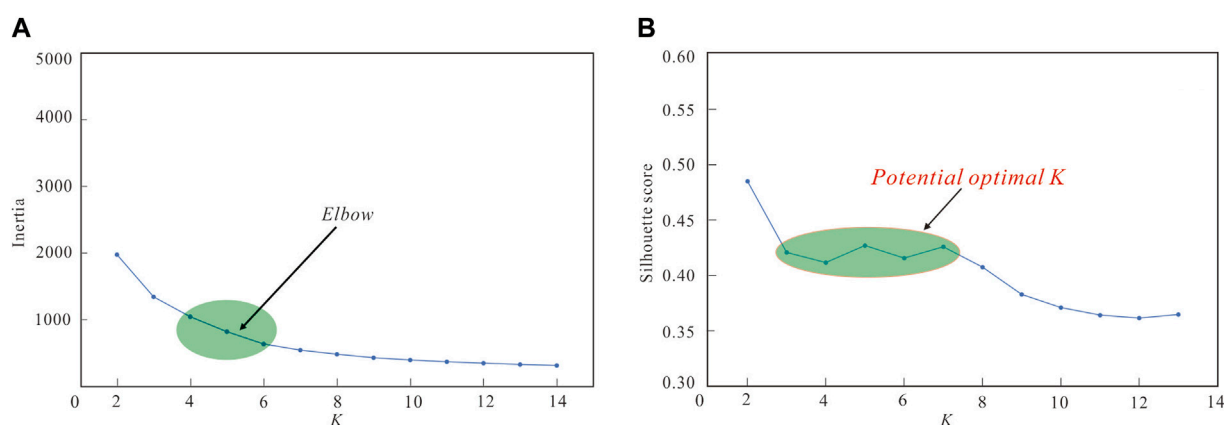 A
5000
4000
3000
2000
1000
Inertia
Elbow
0 2 4 6 8 10 12 14
K
B
0.60
0.55
0.50
0.45
0.40
0.35
0.30
Silhouette score
Potential optimal K
0 2 4 6 8 10 12 14
K